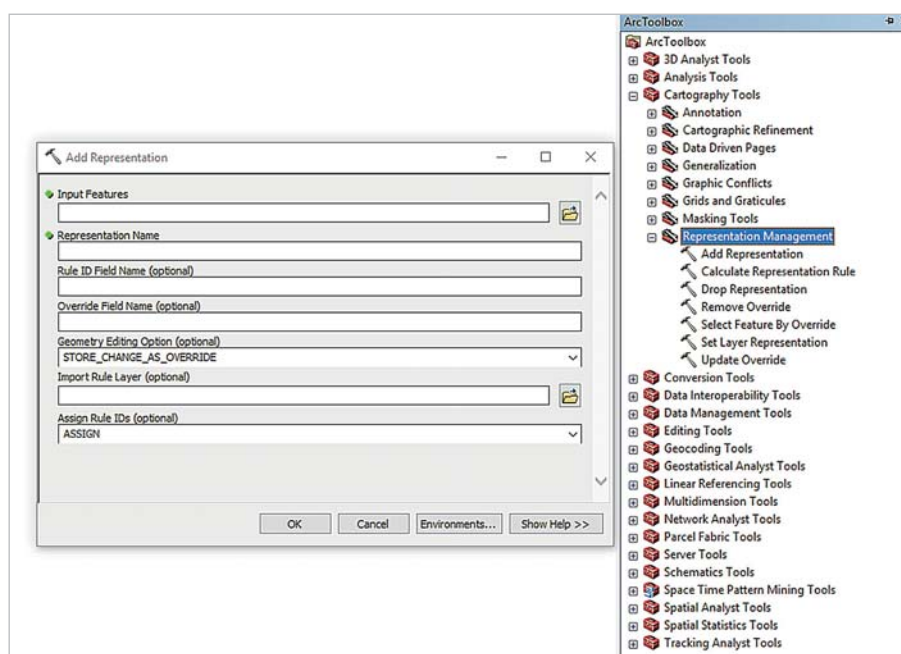 Add Representation
Input Features
Representation Name
Rule ID Field Name (optional)
Override Field Name (optional)
Geometry Editing Option (optional)
STORE_CHANGE_AS_OVERRIDE
Import Rule Layer (optional)
Assign Rule IDs (optional)
ASSIGN
OK
Cancel
Environments...
Show Help >>
ArcToolbox
ArcToolbox
3D Analyst Tools
Analysis Tools
Cartography Tools
Annotation
Cartographic Refinement
Data Driven Pages
Generalization
Graphic Conflicts
Grids and Graticules
Masking Tools
Representation Management
Add Representation
Calculate Representation Rule
Drop Representation
Remove Override
Select Feature By Override
Set Layer Representation
Update Override
Conversion Tools
Data Interoperability Tools
Data Management Tools
Editing Tools
Geocoding Tools
Geostatistical Analyst Tools
Linear Referencing Tools
Multidimension Tools
Network Analyst Tools
Parcel Fabric Tools
Server Tools
Schematics Tools
Space Time Pattern Mining Tools
Spatial Analyst Tools
Spatial Statistics Tools
Tracking Analyst Tools